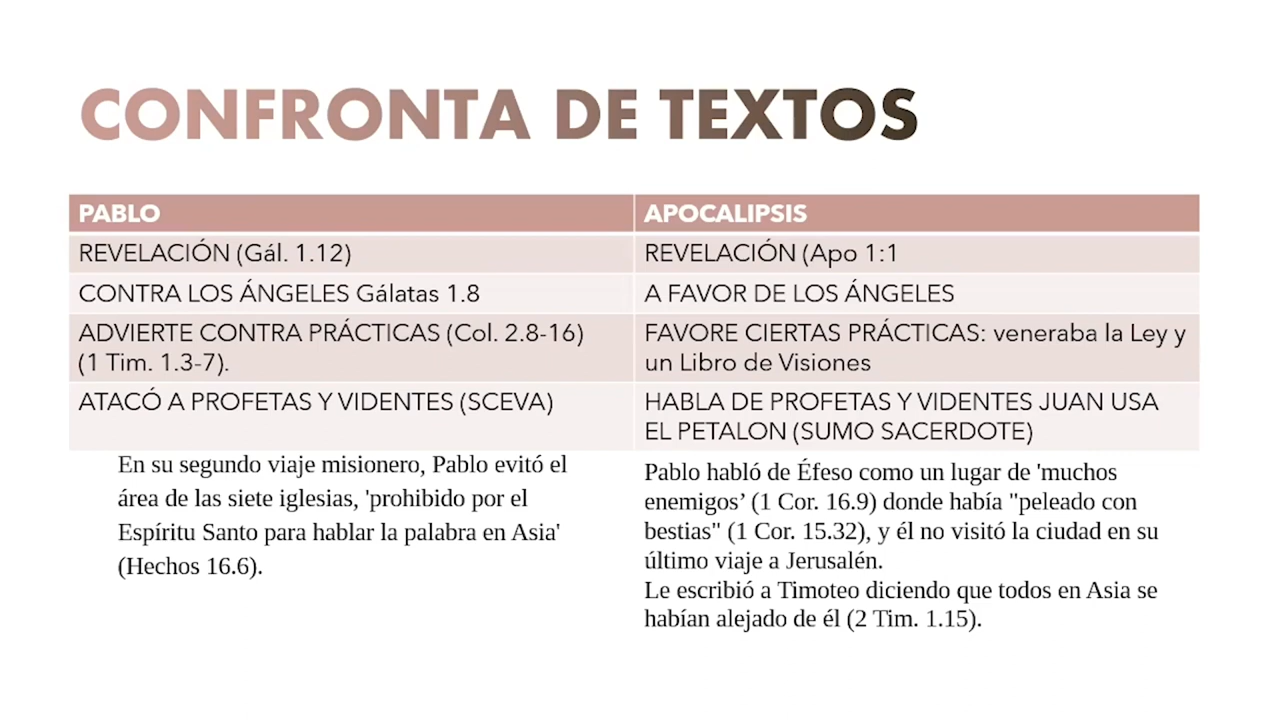 CONFRONTA DE TEXTOS
PABLO
APOCALIPSIS
REVELACIÓN (Gál. 1.12)
REVELACIÓN (Apo 1:1
CONTRA LOS ÁNGELES Gálatas 1.8
A FAVOR DE LOS ÁNGELES
ADVIERTE CONTRA PRÁCTICAS (Col. 2.8-16)
(1 Tim. 1.3-7).
FAVORE CIERTAS PRÁCTICAS: veneraba la Ley y
un Libro de Visiones
ATACÓ A PROFETAS Y VIDENTES (SCEVA)
HABLA DE PROFETAS Y VIDENTES JUAN USA
EL PETALON (SUMO SACERDOTE)
En su segundo viaje misionero, Pablo evitó el
área de las siete iglesias, 'prohibido por el
Espíritu Santo para hablar la palabra en Asia'
(Hechos 16.6).
Pablo habló de Éfeso como un lugar de 'muchos
enemigos’ (1 Cor. 16.9) donde había "peleado con
bestias" (1 Cor. 15.32), y él no visitó la ciudad en su
último viaje a Jerusalén.
Le escribió a Timoteo diciendo que todos en Asia se
habían alejado de él (2 Tim. 1.15).